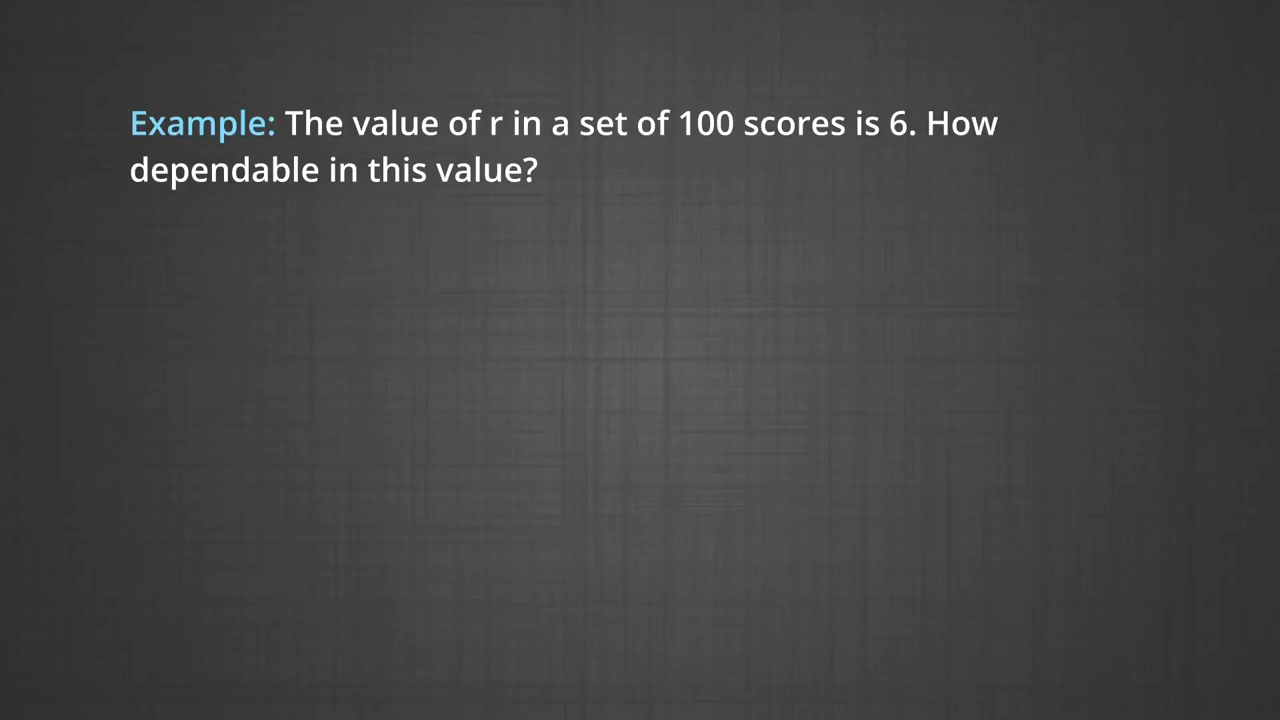 Example: The value of r in a set of 100 scores is 6. How
dependable in this value?